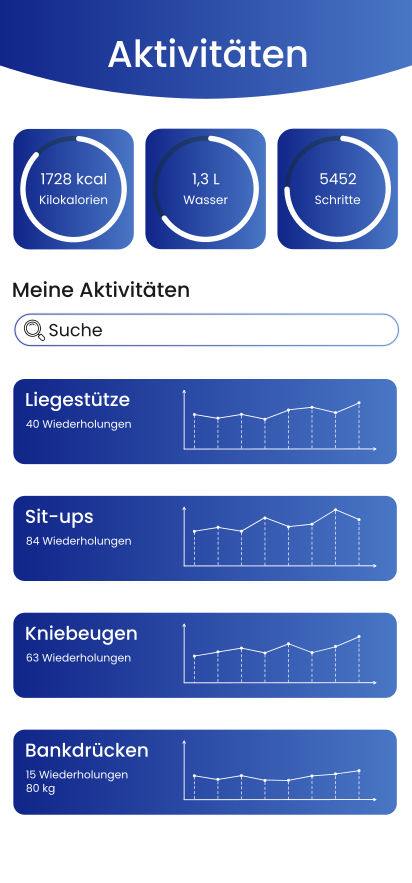 Aktivitäten
1728 kcal
Kilokalorien
1,3 L
Wasser
5452
Schritte
Meine Aktivitäten
Suche
Liegestütze
40 Wiederholungen
Sit-ups
84 Wiederholungen
Kniebeugen
63 Wiederholungen
Bankdrücken
15 Wiederholungen
80 kg